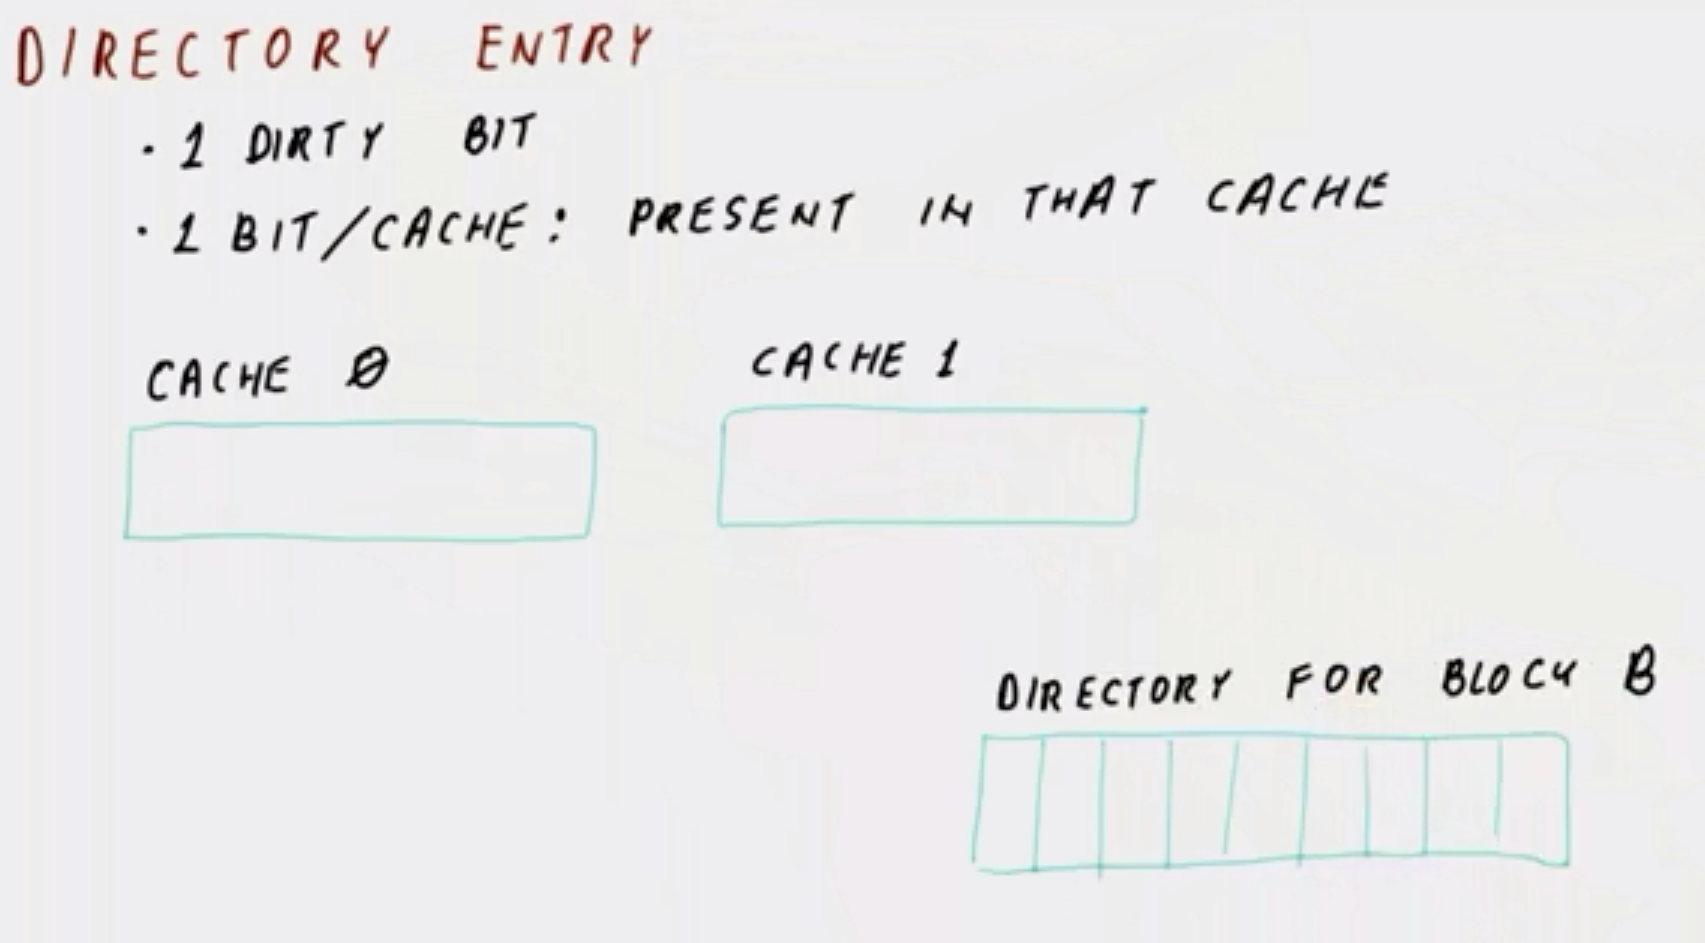 DIRECTORY ENTRY
· 1 DIRTY BIT
· 1 BIT/CACHE: PRESENT IN THAT CACHE
CACHE 0
CACHE 1
DIRECTORY FOR BLOCK B